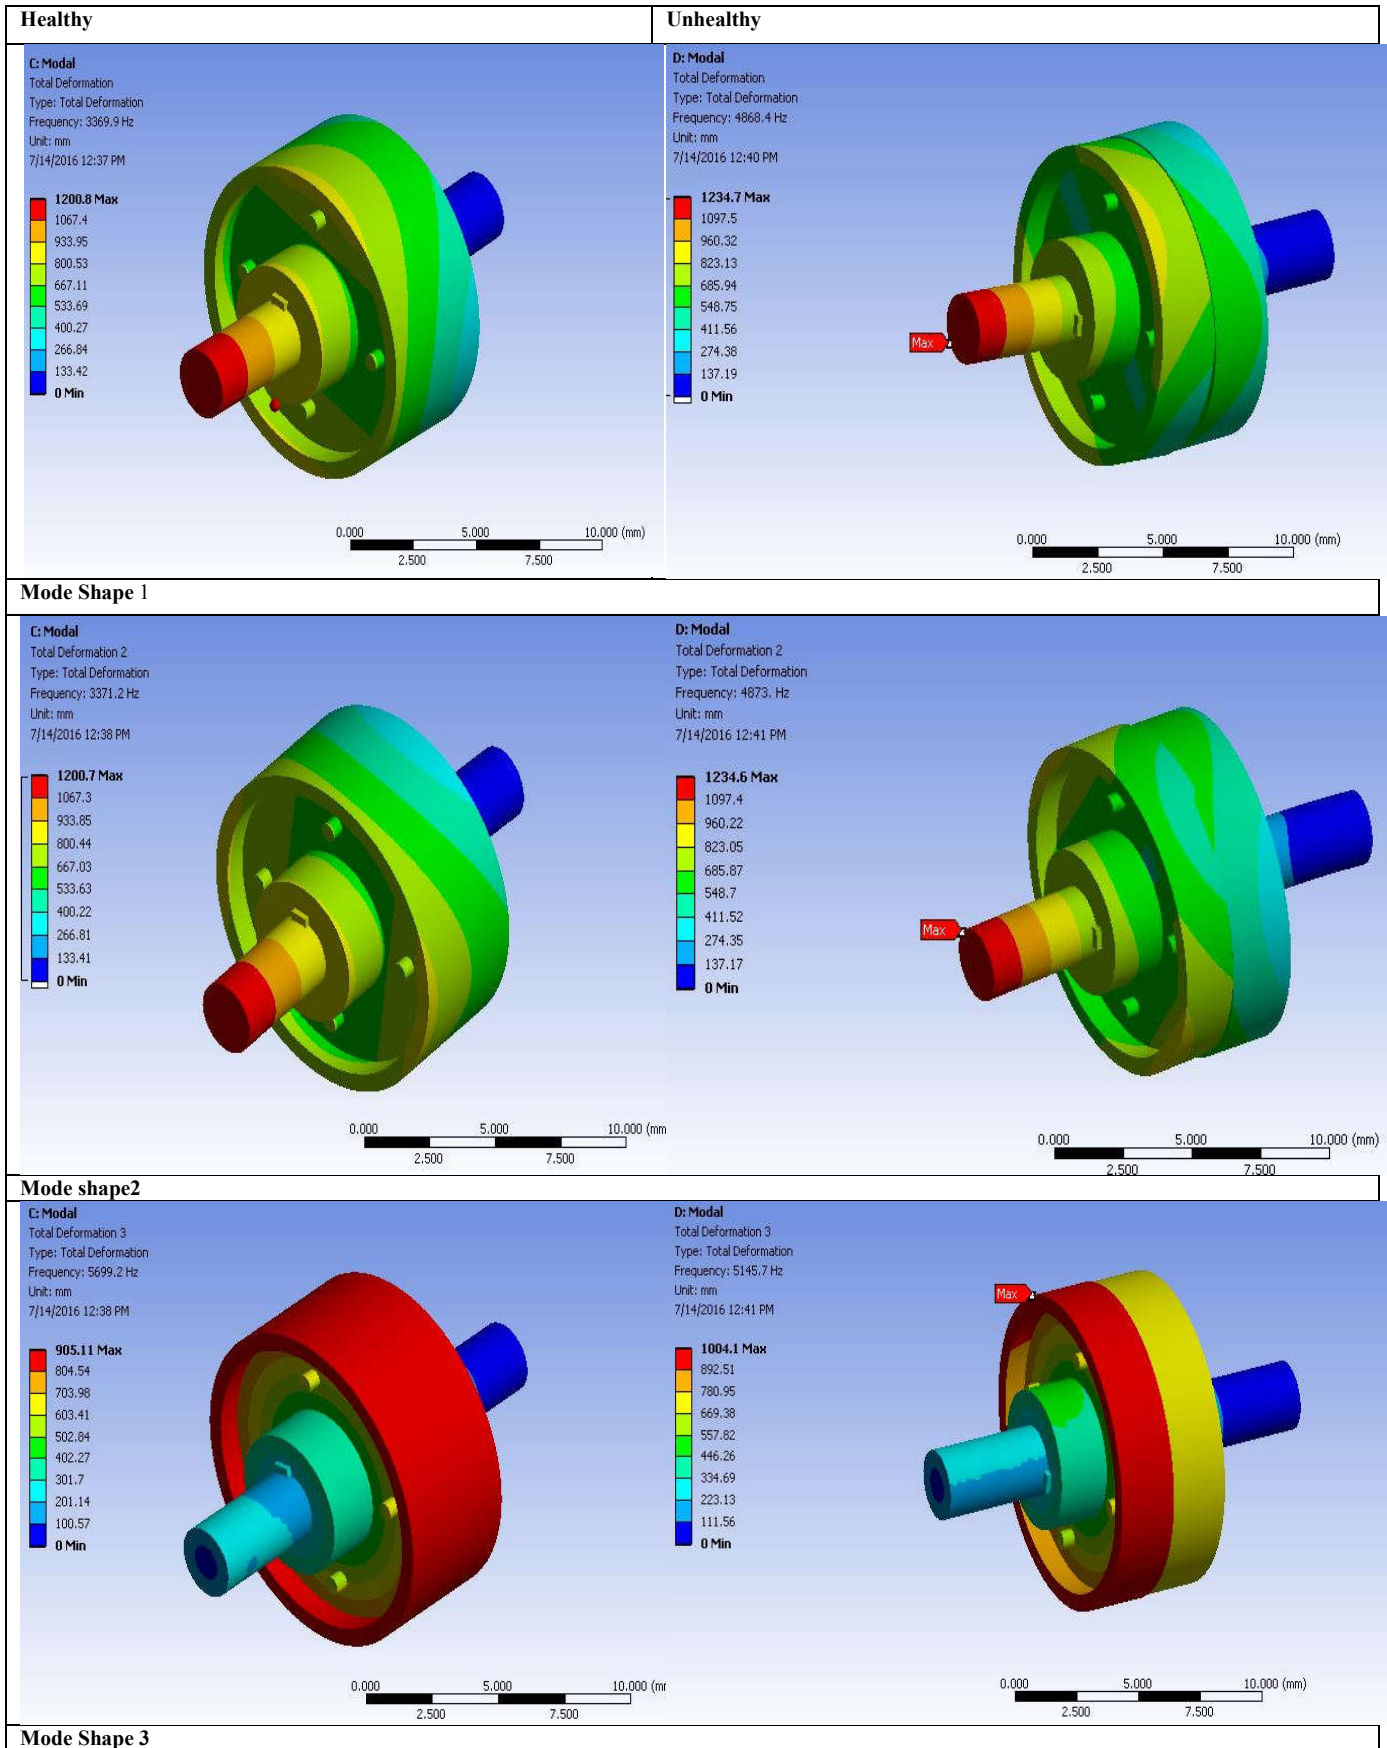 Healthy
Unhealthy
C: Modal
Total Deformation
Type: Total Deformation
Frequency: 3369.9 Hz
Unit: mm
7/14/2016 12:37 PM
1200.8 Max
1067.4
933.95
800.53
667.11
533.69
400.27
266.84
133.42
0 Min
0.000 5.000 10.000 (mm)
2.500 7.500
D: Modal
Total Deformation
Type: Total Deformation
Frequency: 4868.4 Hz
Unit: mm
7/14/2016 12:40 PM
1234.7 Max
1097.5
960.32
823.13
685.94
548.75
411.56
274.38
137.19
0 Min
Max
0.000 5.000 10.000 (mm)
2.500 7.500
Mode Shape 1
C: Modal
Total Deformation 2
Type: Total Deformation
Frequency: 3371.2 Hz
Unit: mm
7/14/2016 12:38 PM
1200.7 Max
1067.3
933.85
800.44
667.03
533.63
400.22
266.81
133.41
0 Min
0.000 5.000 10.000 (mm
2.500 7.500
D: Modal
Total Deformation 2
Type: Total Deformation
Frequency: 4873. Hz
Unit: mm
7/14/2016 12:41 PM
1234.6 Max
1097.4
960.22
823.05
685.87
548.7
411.52
274.35
137.17
0 Min
Max
0.000 5.000 10.000 (mm)
2.500 7.500
Mode shape2
C: Modal
Total Deformation 3
Type: Total Deformation
Frequency: 5699.2 Hz
Unit: mm
7/14/2016 12:38 PM
905.11 Max
804.54
703.98
603.41
502.84
402.27
301.7
201.14
100.57
0 Min
0.000 5.000 10.000 (mm
2.500 7.500
D: Modal
Total Deformation 3
Type: Total Deformation
Frequency: 5145.7 Hz
Unit: mm
7/14/2016 12:41 PM
1004.1 Max
892.51
780.95
669.38
557.82
446.26
334.69
223.13
111.56
0 Min
Max
0.000 5.000 10.000 (mm)
2.500 7.500
Mode Shape 3